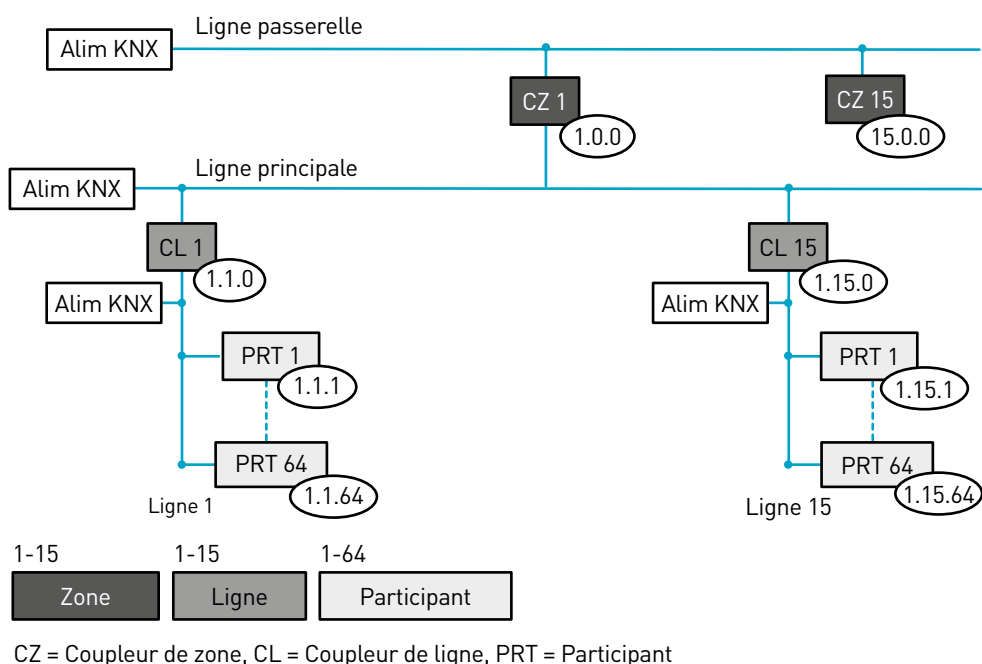 Ligne passerelle
Alim KNX
CZ 1
1.0.0
CZ 15
15.0.0
Ligne principale
Alim KNX
CL 1
1.1.0
CL 15
1.15.0
Alim KNX
Alim KNX
PRT 1
1.1.1
PRT 1
1.15.1
PRT 64
1.1.64
PRT 64
1.15.64
Ligne 1
Ligne 15
1-15
1-15
1-64
Zone
Ligne
Participant
CZ = Coupleur de zone, CL = Coupleur de ligne, PRT = Participant